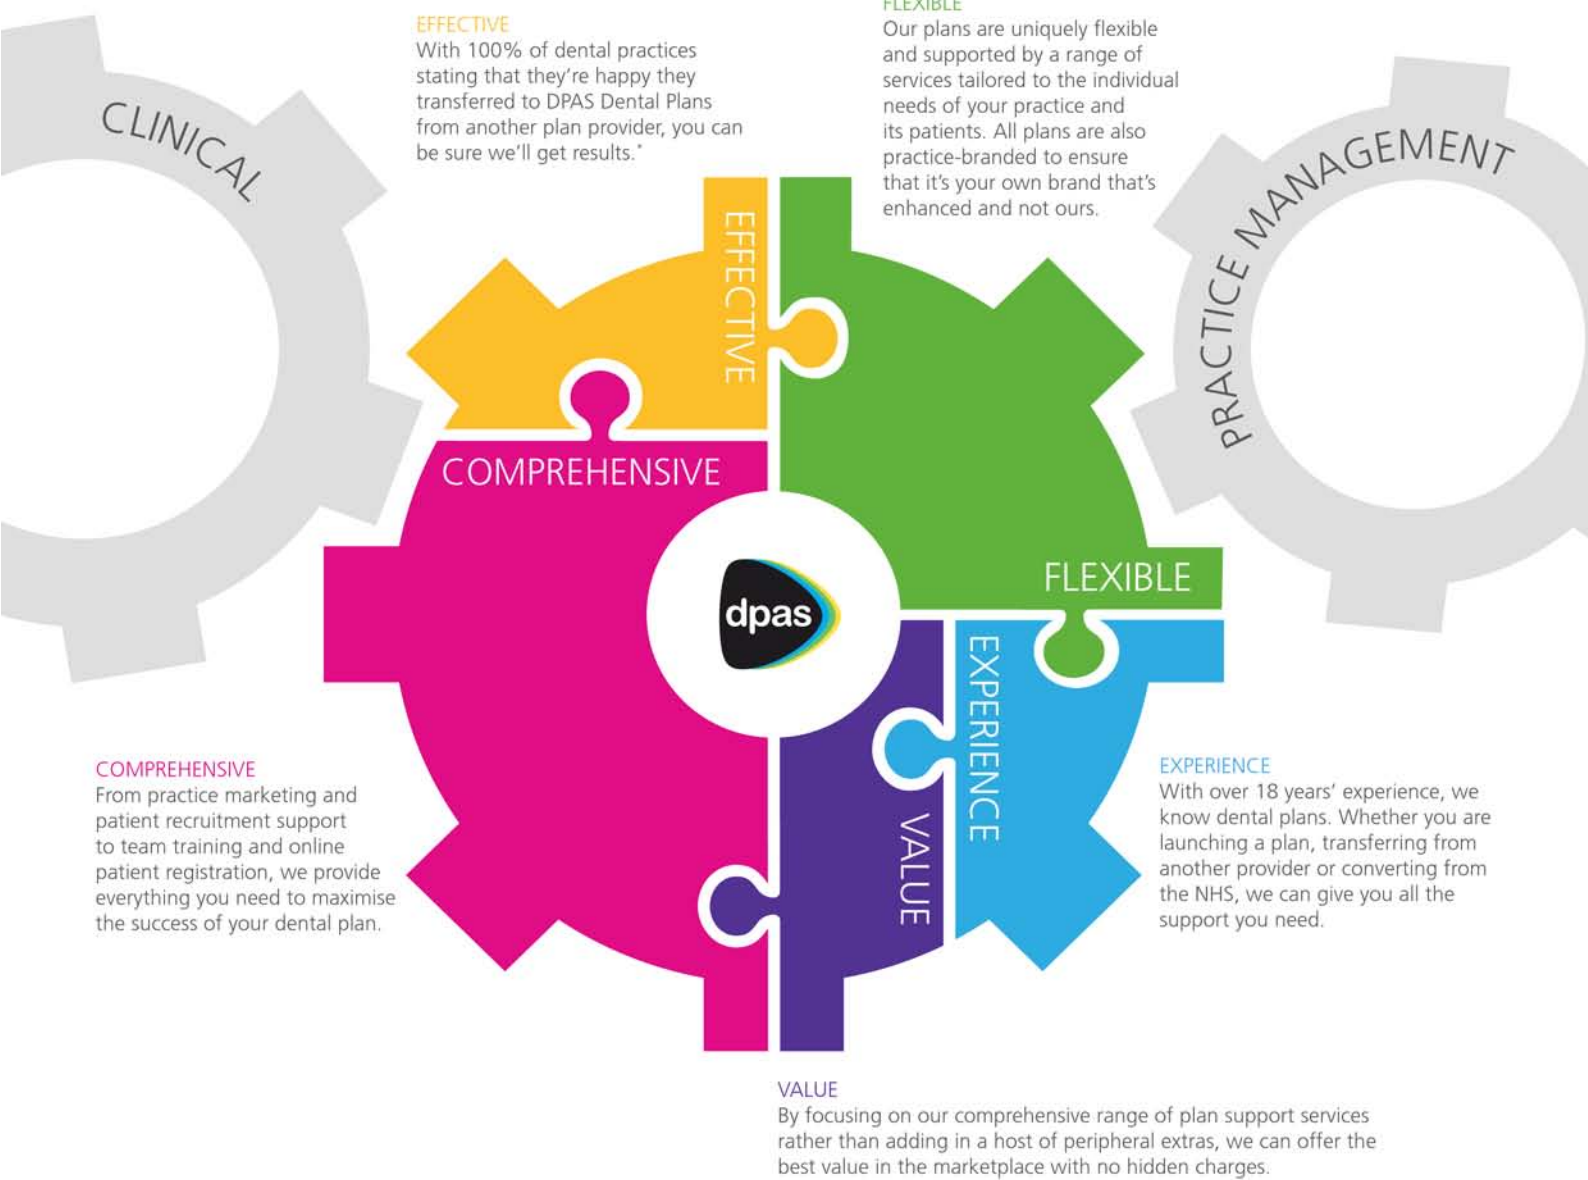 EFFECTIVE
With 100% of dental practices
stating that they're happy they
transferred to DPAS Dental Plans
from another plan provider, you can
be sure we'll get results.*
FLEXIBLE
Our plans are uniquely flexible
and supported by a range of
services tailored to the individual
needs of your practice and
its patients. All plans are also
practice-branded to ensure
that it's your own brand that's
enhanced and not ours.
CLINICAL
PRACTICE MANAGEMENT
EFFECTIVE
COMPREHENSIVE
FLEXIBLE
dpas
EXPERIENCE
VALUE
COMPREHENSIVE
From practice marketing and
patient recruitment support
to team training and online
patient registration, we provide
everything you need to maximise
the success of your dental plan.
EXPERIENCE
With over 18 years' experience, we
know dental plans. Whether you are
launching a plan, transferring from
another provider or converting from
the NHS, we can give you all the
support you need.
VALUE
By focusing on our comprehensive range of plan support services
rather than adding in a host of peripheral extras, we can offer the
best value in the marketplace with no hidden charges.